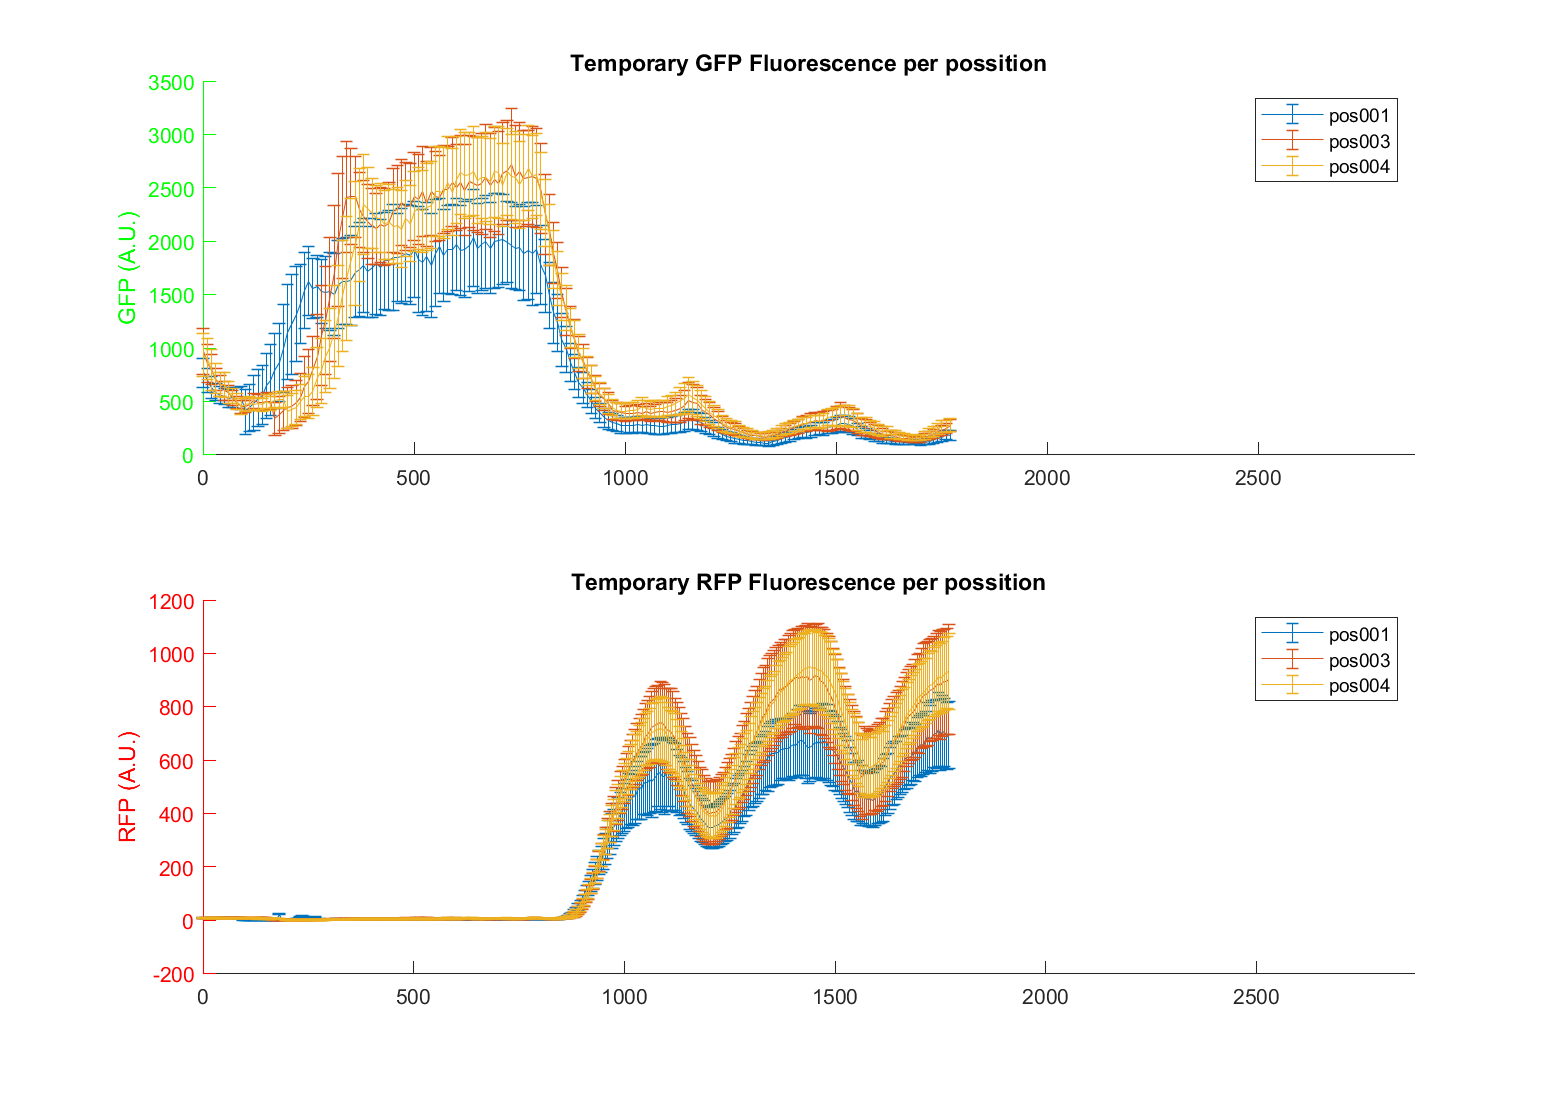 Temporary GFP Fluorescence per possition
3500
3000
2500
2000
1500
1000
500
0
GFP (A.U.)
0 500 1000 1500 2000 2500
pos001
pos003
pos004
Temporary RFP Fluorescence per possition
1200
1000
800
600
400
200
0
-200
RFP (A.U.)
0 500 1000 1500 2000 2500
pos001
pos003
pos004